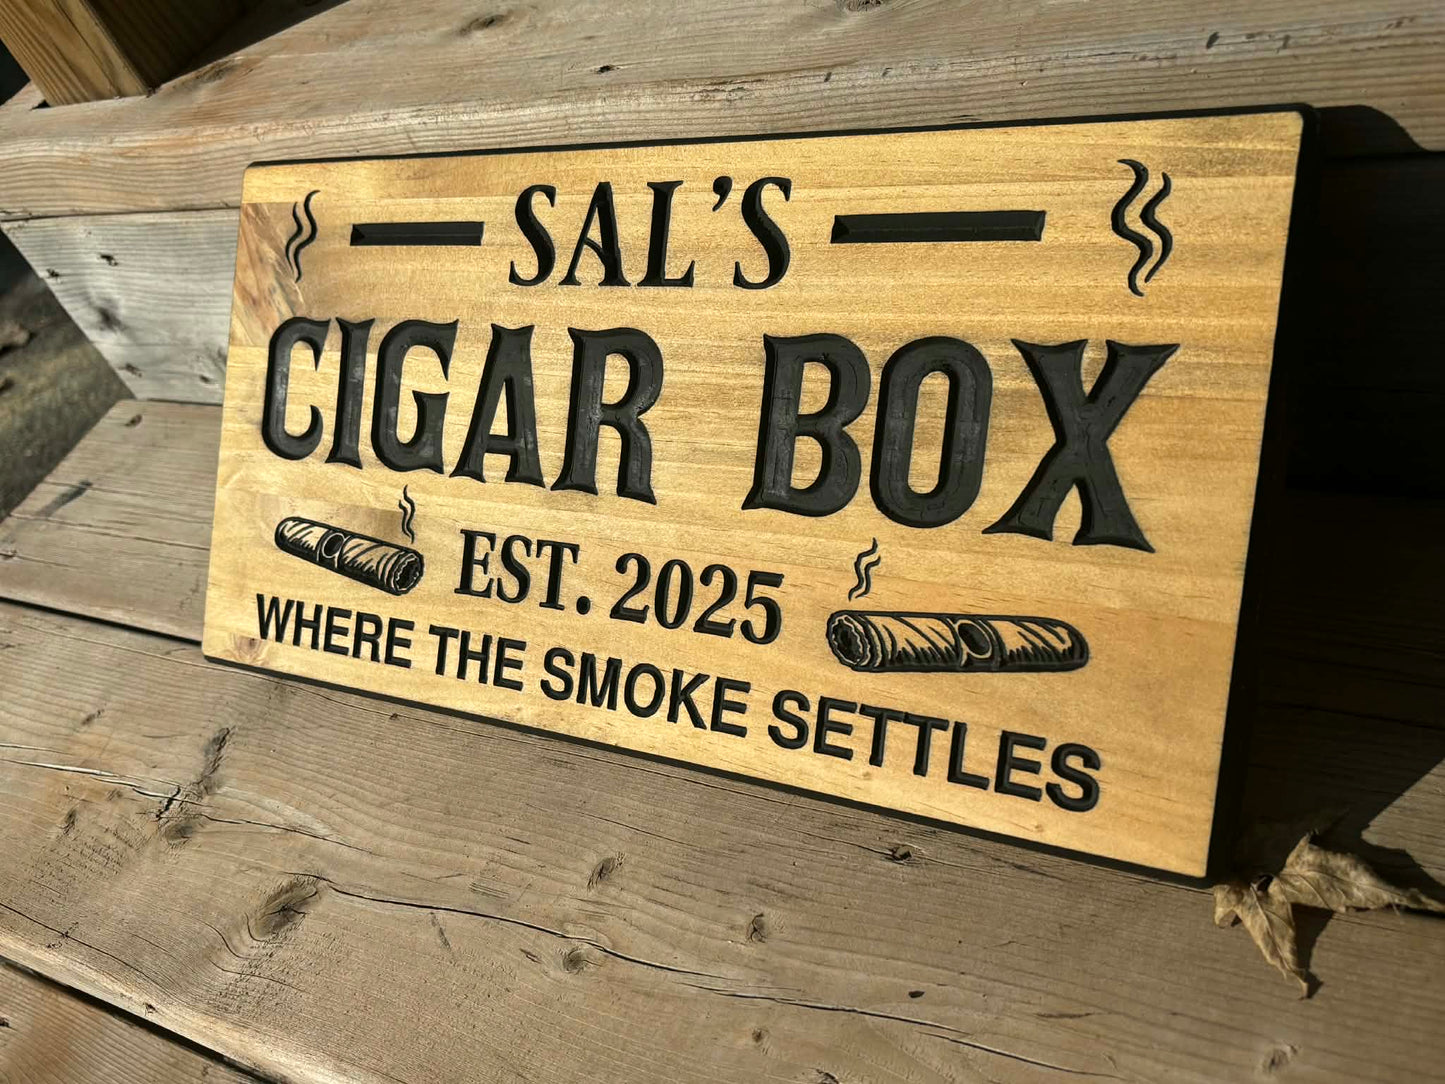 SAL'S
CIGAR BOX
EST. 2025
WHERE THE SMOKE SETTLES